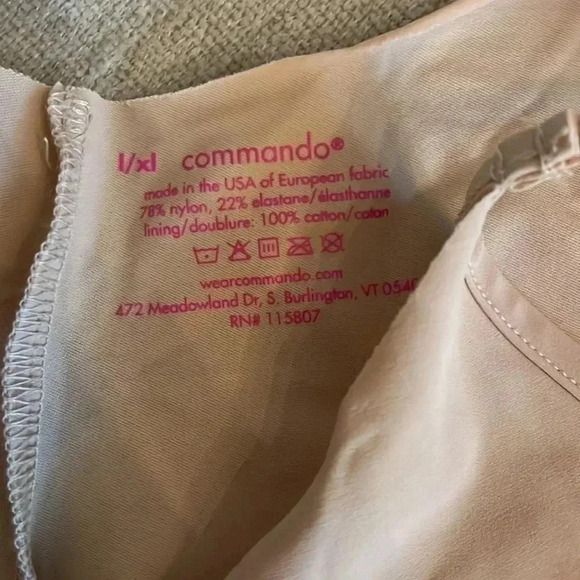 l/xl commando®
made in the USA of European fabric
78% nylon, 22% elastane/élasthanne
lining/doublure: 100% cotton/coton
wearcommando.com
472 Meadowland Dr, S. Burlington, VT
RN# 115807